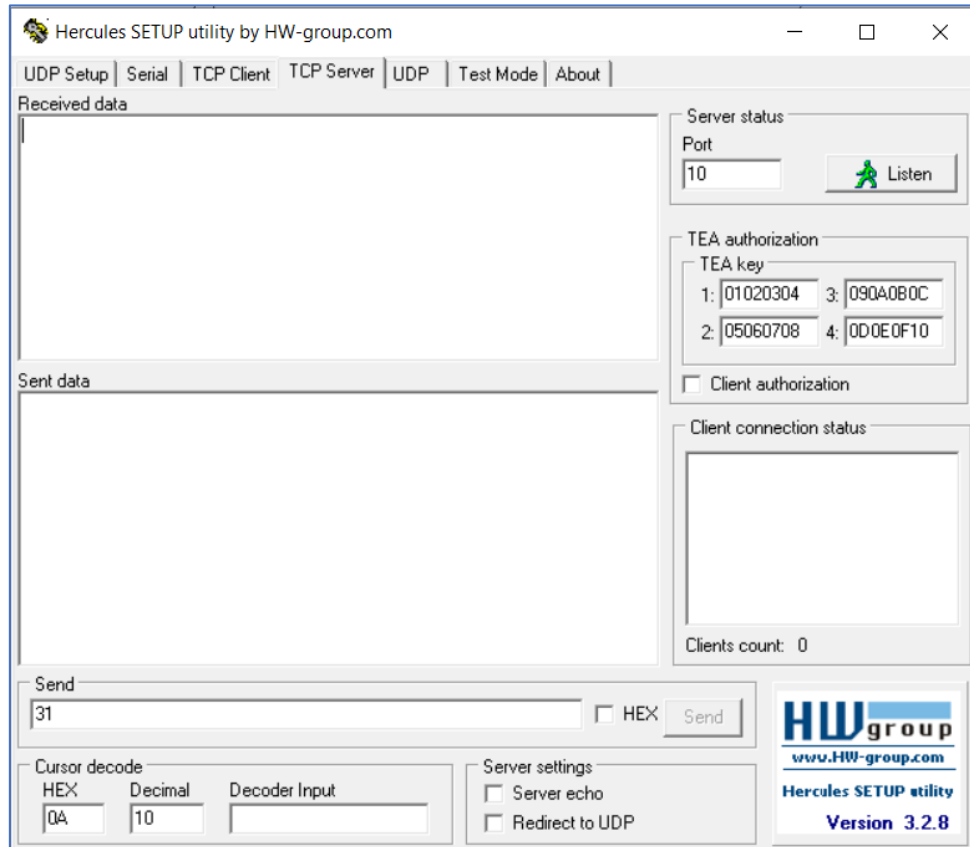 Hercules SETUP utility by HW-group.com
UDP Setup Serial TCP Client TCP Server UDP Test Mode About
Received data
Server status
Port
10 Listen
TEA authorization
TEA key
1: 01020304 3: 090A0B0C
2: 05060708 4: 0D0E0F10
Client authorization
Sent data
Client connection status
Clients count: 0
Send
31 HEX Send
Cursor decode
HEX Decimal Decoder Input
0A 10
Server settings
Server echo
Redirect to UDP
HWgroup
www.HW-group.com
Hercules SETUP utility
Version 3.2.8